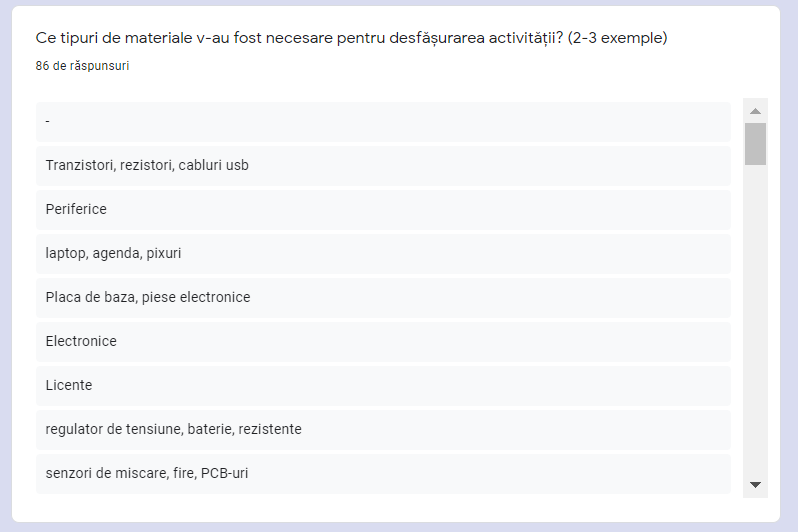 Ce tipuri de materiale v-au fost necesare pentru desfășurarea activității? (2-3 exemple)
86 de răspunsuri
-
Tranzistori, rezistori, cabluri usb
Periferice
laptop, agenda, pixuri
Placa de baza, piese electronice
Electronice
Licente
regulator de tensiune, baterie, rezistente
senzori de miscare, fire, PCB-uri